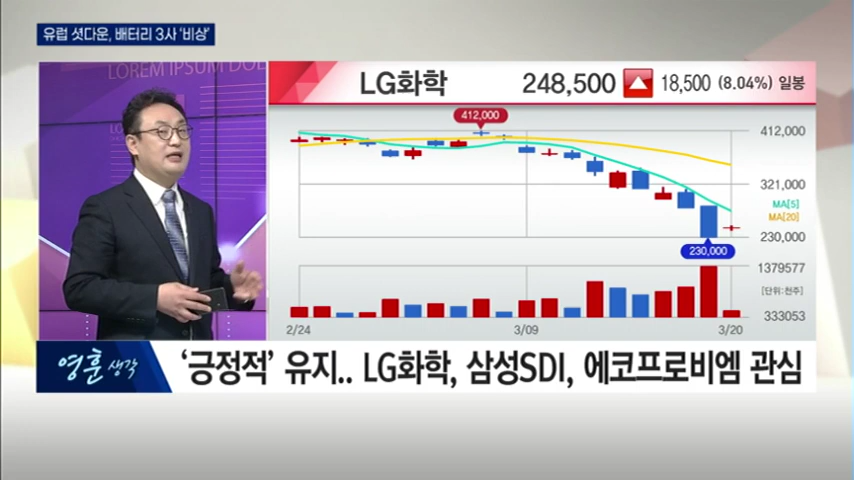 유럽 셧다운, 배터리 3사 ‘비상’
LOREM IPSUM DOL
LOREM
LG화학 248,500 18,500 (8.04%) 일봉
412,000
412,000
321,000
MA[5]
MA[20]
230,000
230,000
1379577
[단위:천주]
333053
2/24 3/09 3/20
영훈 생각
‘긍정적’ 유지.. LG화학, 삼성SDI, 에코프로비엠 관심